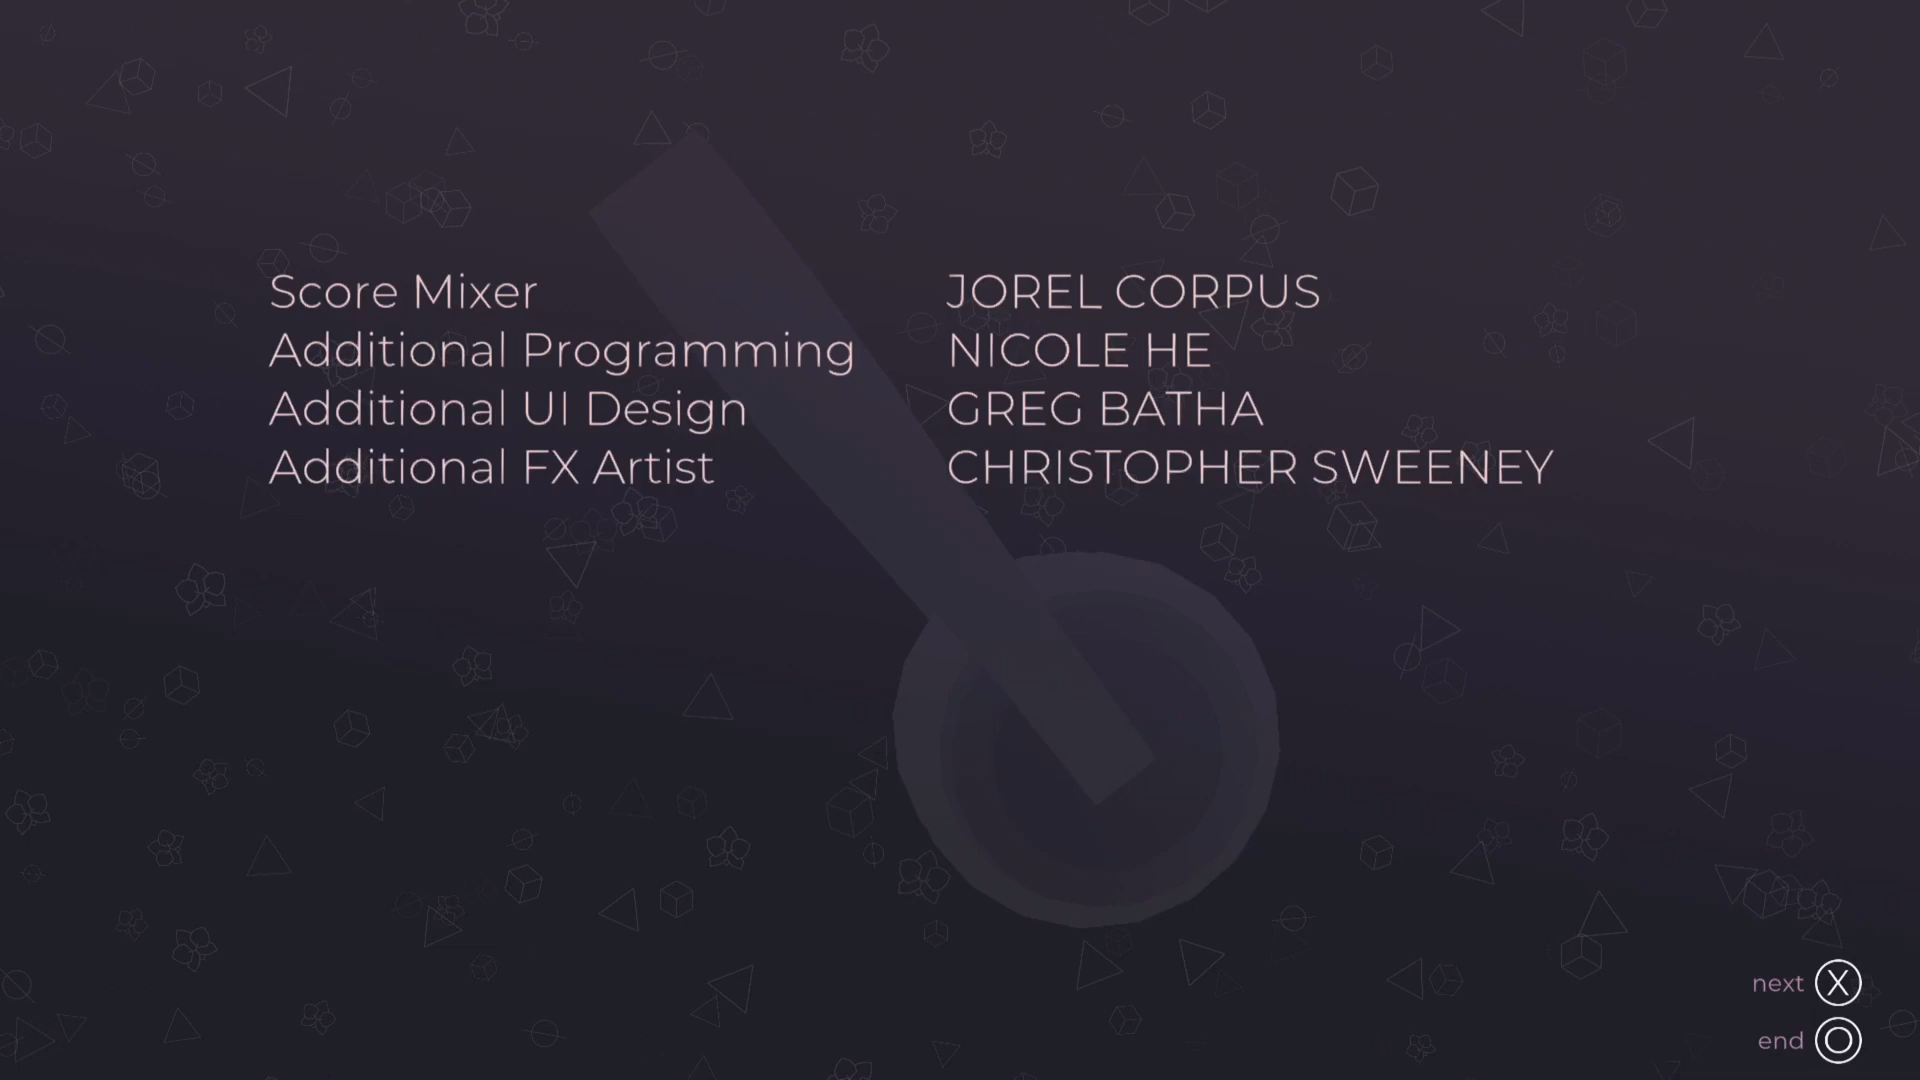 Score Mixer JOREL CORPUS
Additional Programming NICOLE HE
Additional UI Design GREG BATHA
Additional FX Artist CHRISTOPHER SWEENEY
next X
end O